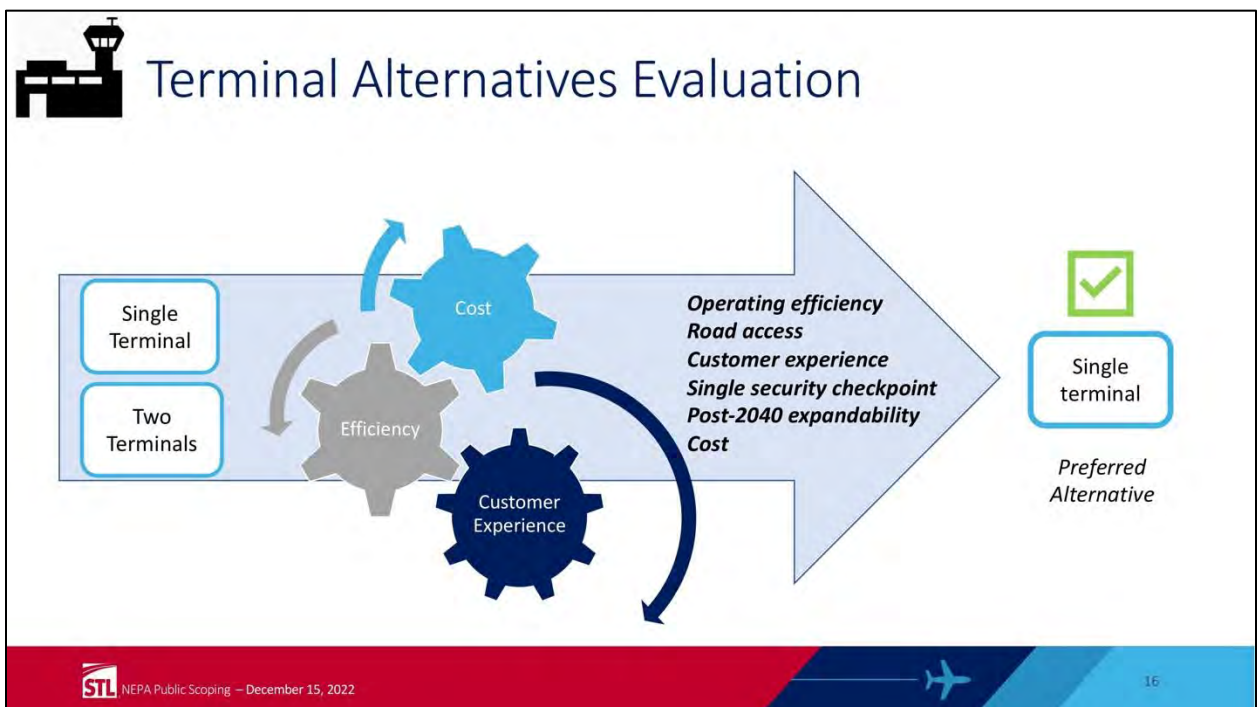 Terminal Alternatives Evaluation
Single
Terminal
Two
Terminals
Cost
Efficiency
Customer
Experience
Operating efficiency
Road access
Customer experience
Single security checkpoint
Post-2040 expandability
Cost
Single
terminal
Preferred
Alternative
STL NEPA Public Scoping – December 15, 2022
16